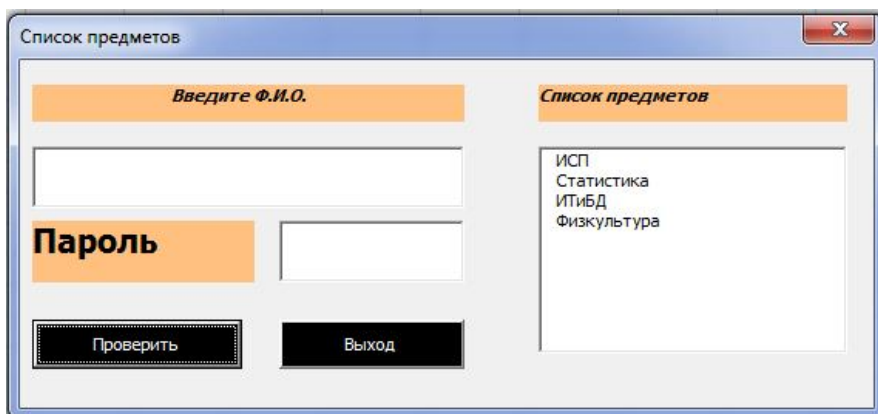 Список предметов
Введите Ф.И.О.
Список предметов
ИСП
Статистика
ИТиБД
Физкультура
Пароль
Проверить
Выход